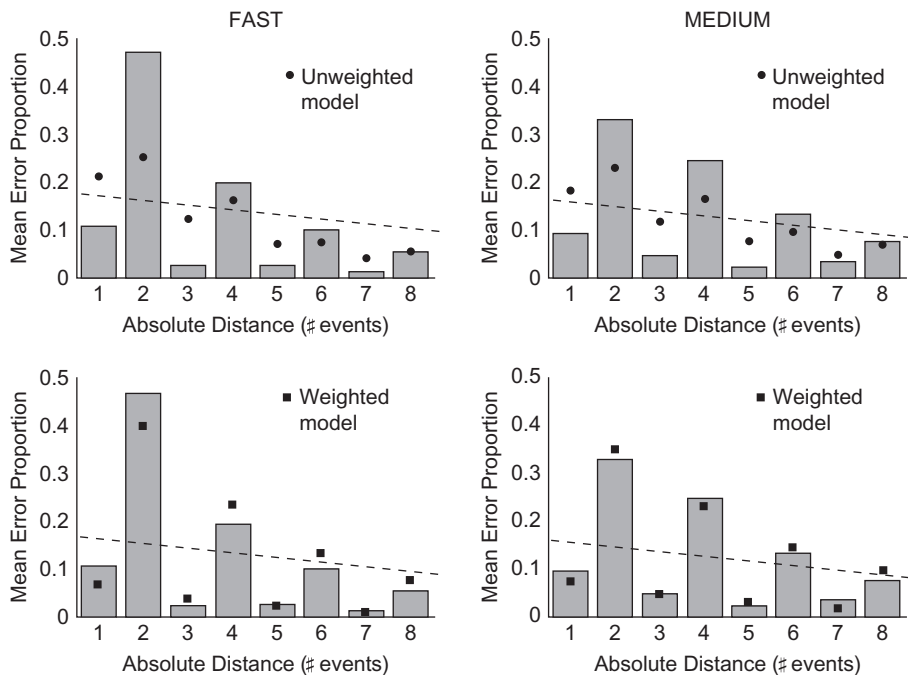 FAST
Mean Error Proportion
0.5
0.4
0.3
0.2
0.1
0
● Unweighted
model
1 2 3 4 5 6 7 8
Absolute Distance (♯ events)
MEDIUM
Mean Error Proportion
0.5
0.4
0.3
0.2
0.1
0
● Unweighted
model
1 2 3 4 5 6 7 8
Absolute Distance (♯ events)
Mean Error Proportion
0.5
0.4
0.3
0.2
0.1
0
■ Weighted
model
1 2 3 4 5 6 7 8
Absolute Distance (♯ events)
Mean Error Proportion
0.5
0.4
0.3
0.2
0.1
0
■ Weighted
model
1 2 3 4 5 6 7 8
Absolute Distance (♯ events)